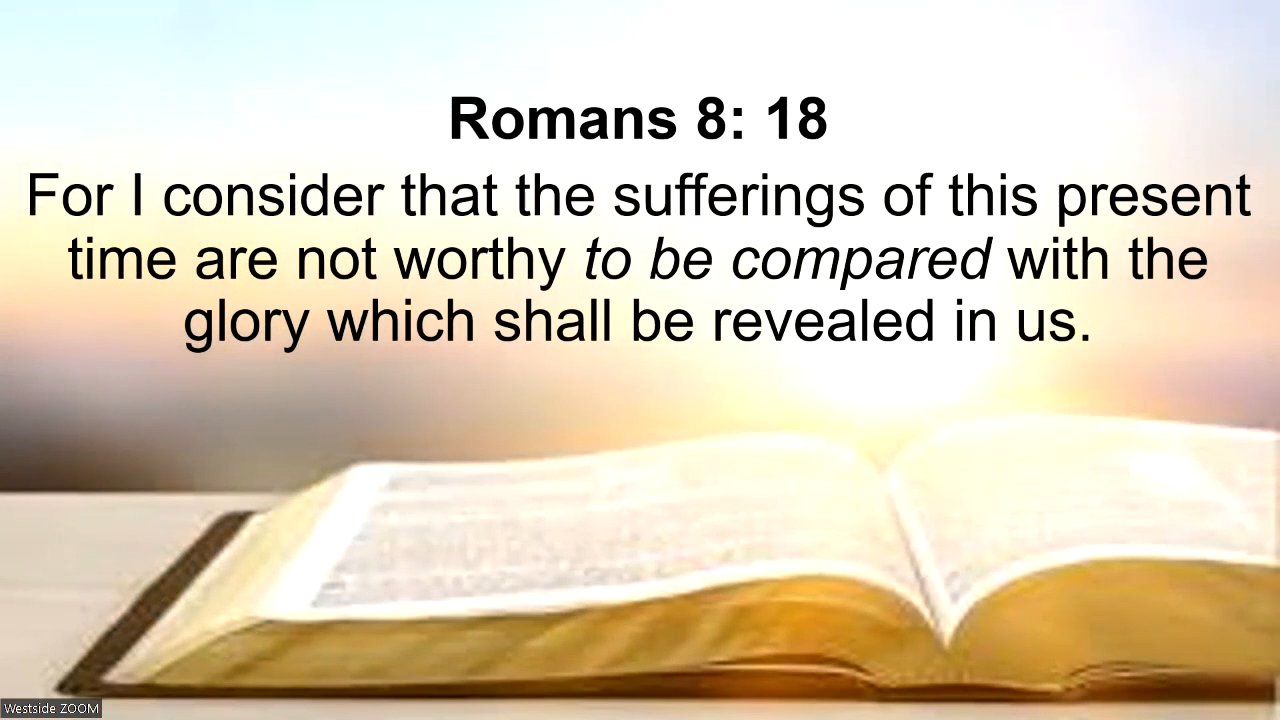 Romans 8: 18
For I consider that the sufferings of this present
time are not worthy to be compared with the
glory which shall be revealed in us.
Westside ZOOM